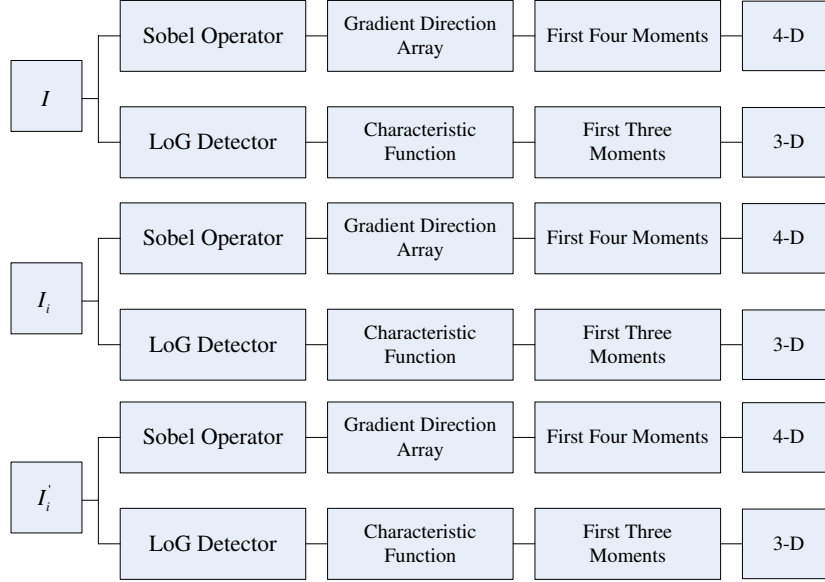 Sobel Operator
Gradient Direction
Array
First Four Moments
4-D
I
LoG Detector
Characteristic
Function
First Three
Moments
3-D
Sobel Operator
Gradient Direction
Array
First Four Moments
4-D
I_i
LoG Detector
Characteristic
Function
First Three
Moments
3-D
Sobel Operator
Gradient Direction
Array
First Four Moments
4-D
I_i'
LoG Detector
Characteristic
Function
First Three
Moments
3-D